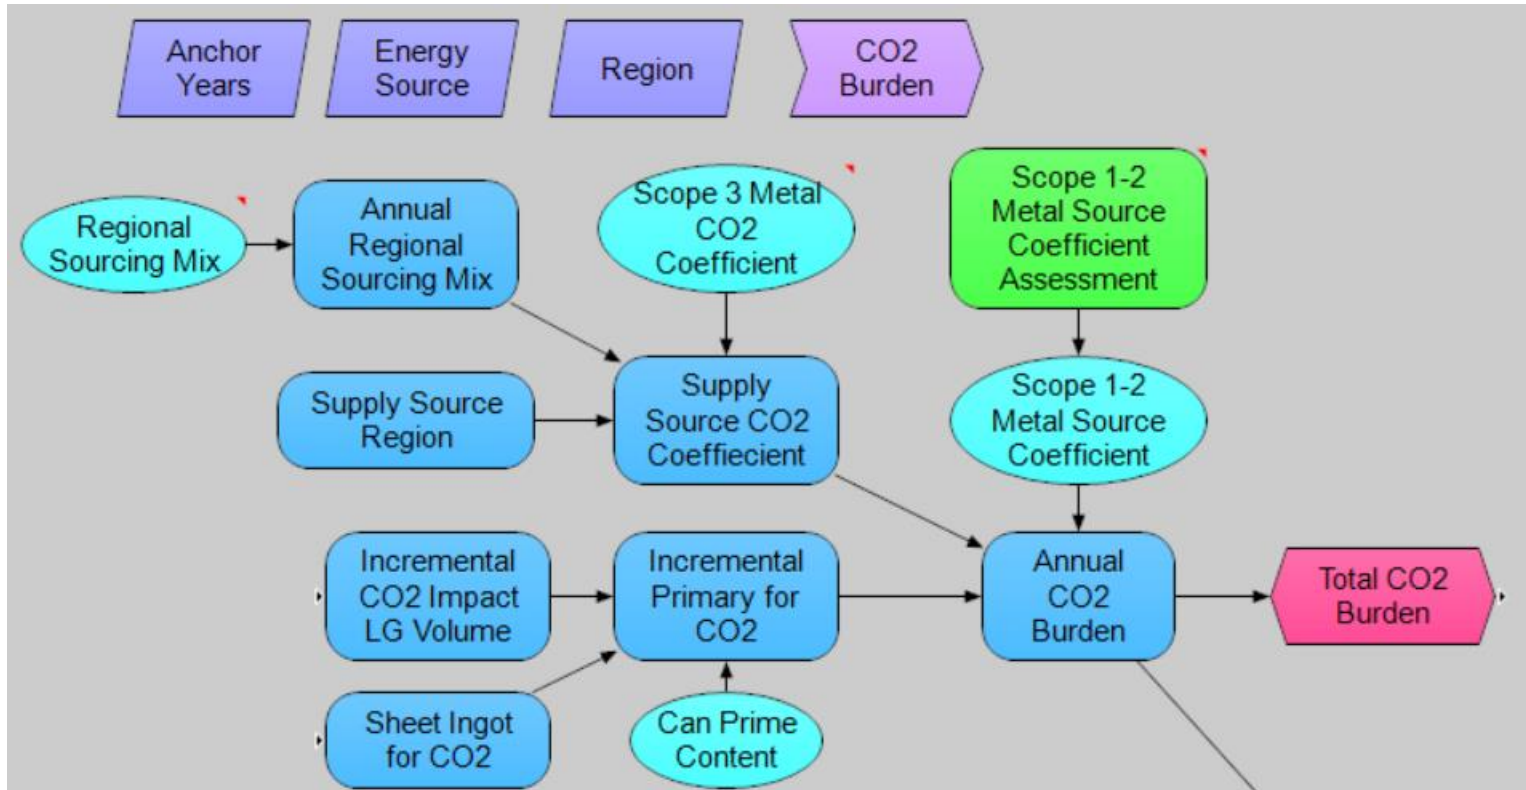 Anchor
Years
Energy
Source
Region
CO2
Burden
Regional
Sourcing Mix
Annual
Regional
Sourcing Mix
Scope 3 Metal
CO2
Coefficient
Scope 1-2
Metal Source
Coefficient
Assessment
Supply Source
Region
Supply
Source CO2
Coeffiecient
Scope 1-2
Metal Source
Coefficient
Incremental
CO2 Impact
LG Volume
Incremental
Primary for
CO2
Annual
CO2
Burden
Total CO2
Burden
Sheet Ingot
for CO2
Can Prime
Content